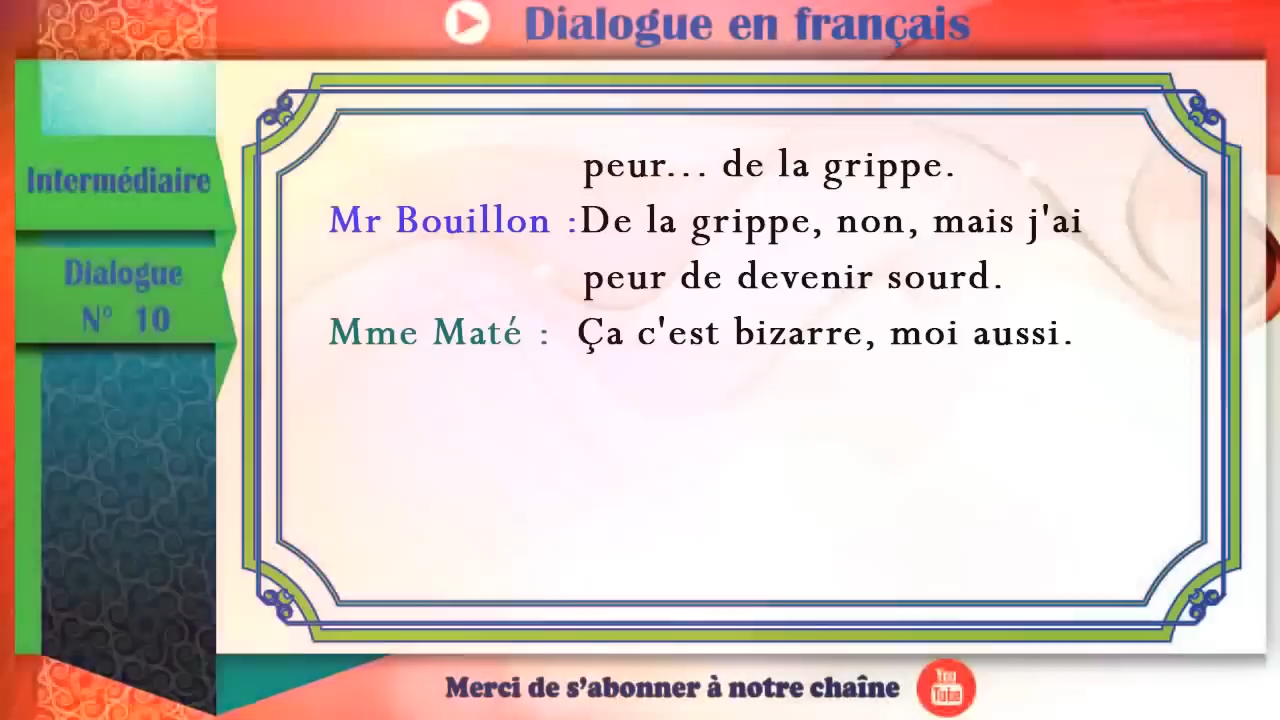 Dialogue en français
Intermédiaire
Dialogue
N° 10
peur... de la grippe.
Mr Bouillon :De la grippe, non, mais j'ai
peur de devenir sourd.
Mme Maté : Ça c'est bizarre, moi aussi.
Merci de s'abonner à notre chaîne
You
Tube